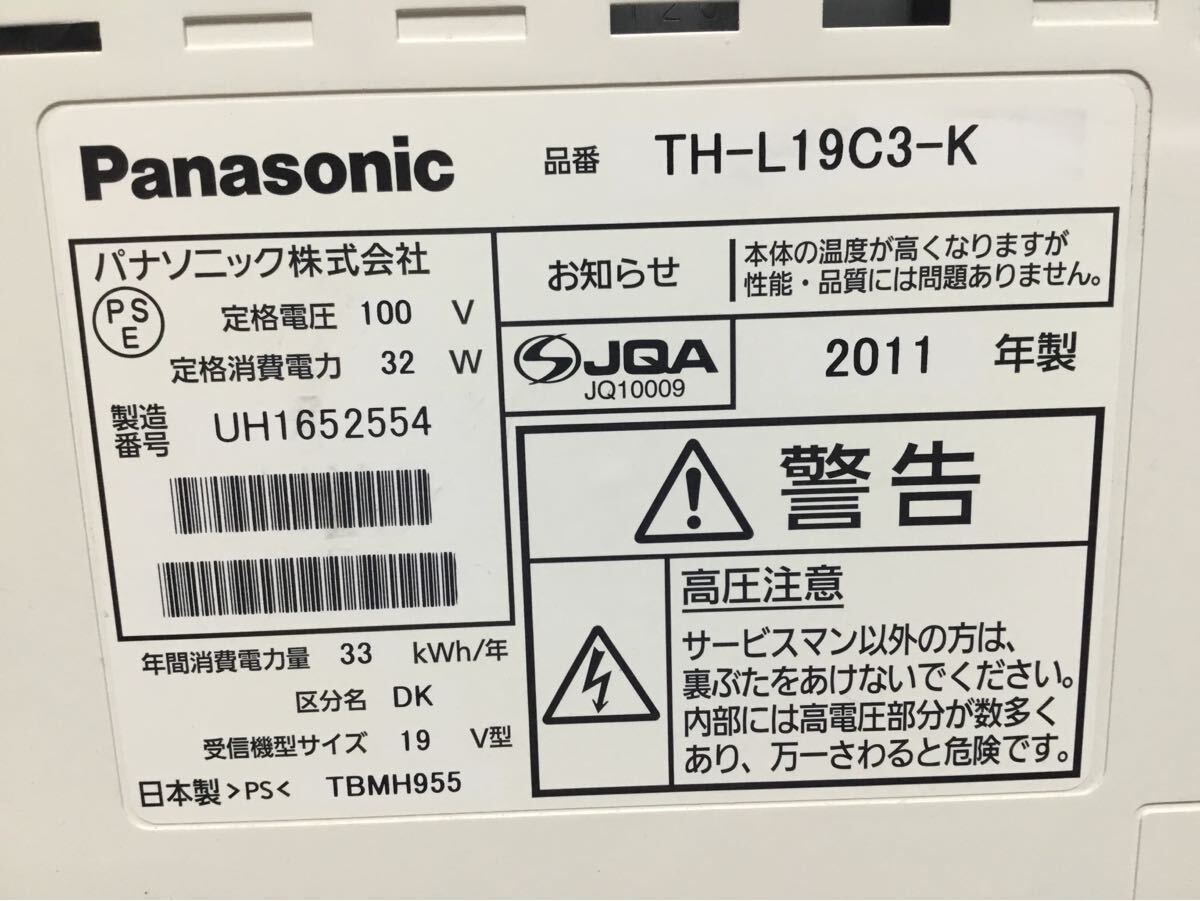 Panasonic 品番 TH-L19C3-K
パナソニック株式会社
PS
E
定格電圧 100 V
定格消費電力 32 W
製造
番号 UH1652554
年間消費電力量 33 kWh/年
区分名 DK
受信機型サイズ 19 V型
日本製 >PS< TBMH955
お知らせ
本体の温度が高くなりますが
性能・品質には問題ありません。
JQA
JQ10009
2011 年製
警告
高圧注意
サービスマン以外の方は、
裏ぶたをあけないでください。
内部には高電圧部分が数多く
あり、万一さわると危険です。